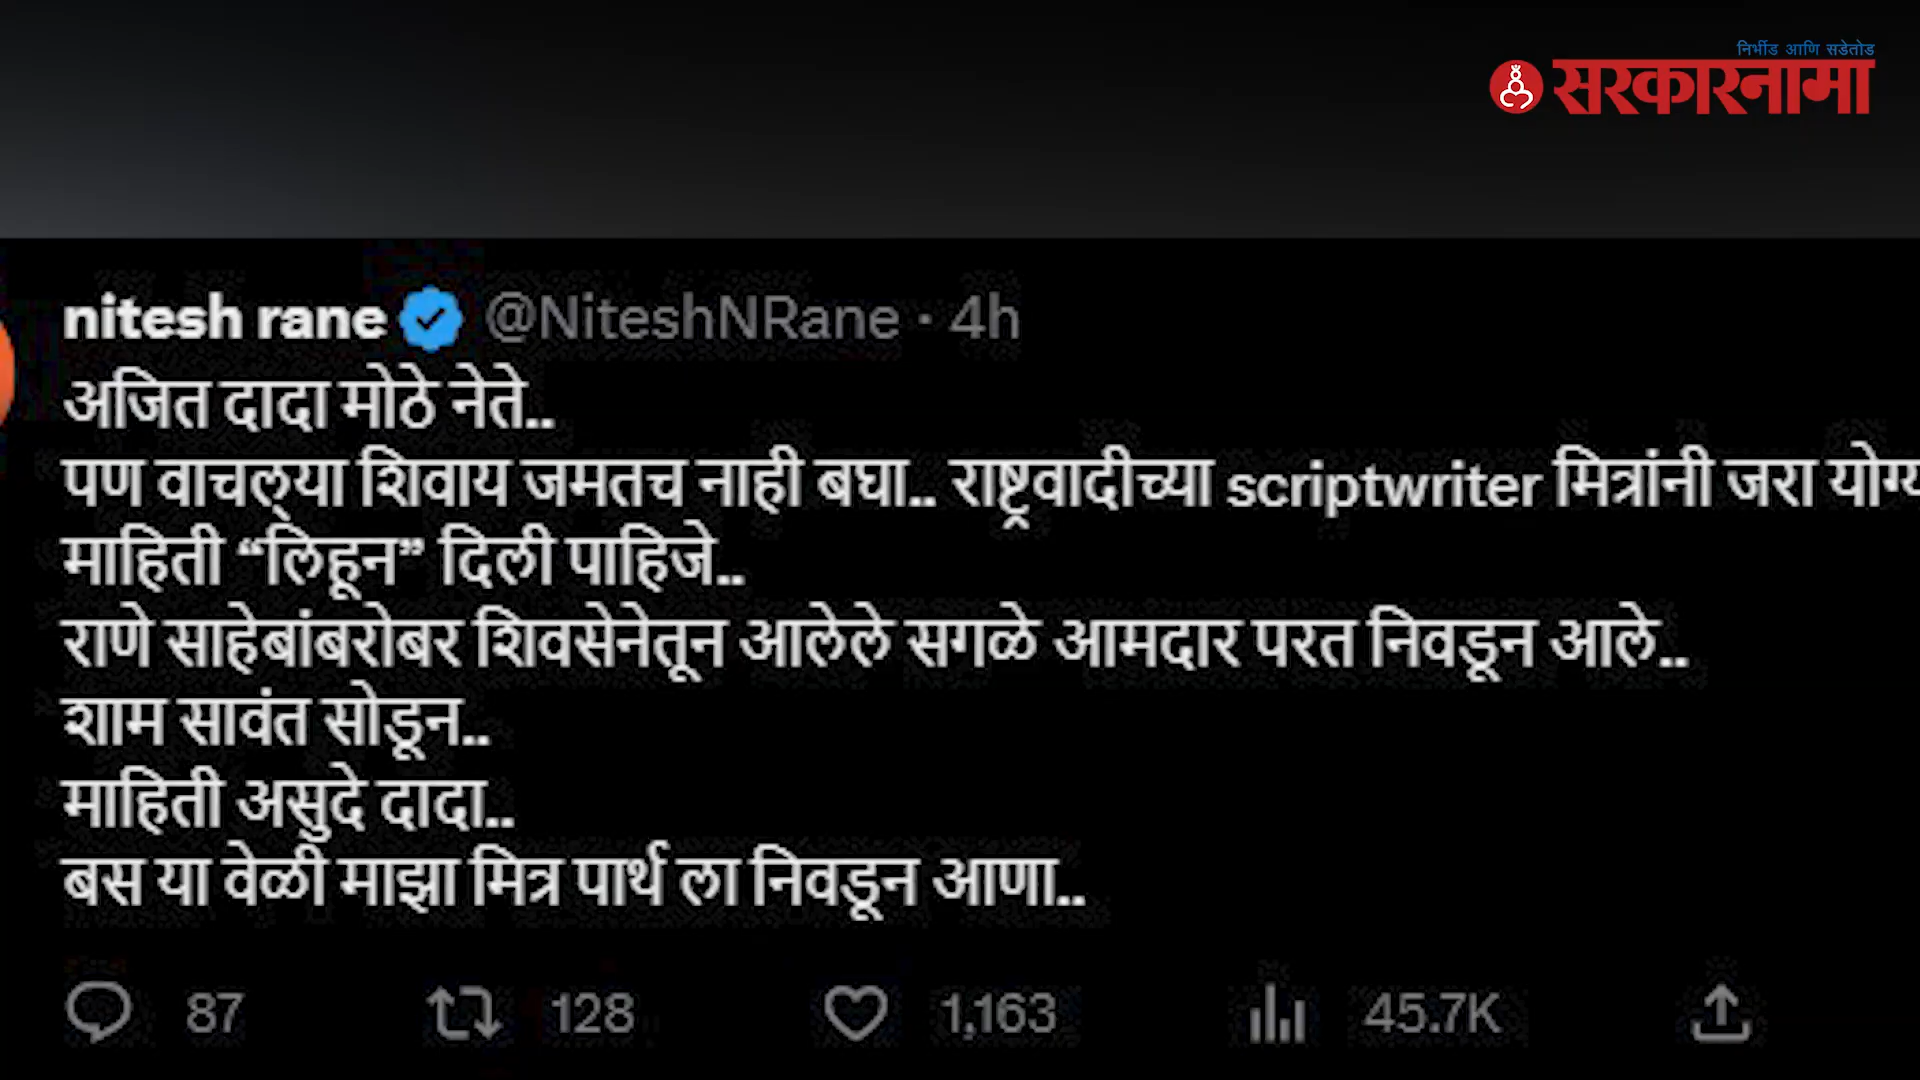 निर्भीड आणि सडेतोड
सरकारनामा
nitesh rane @NiteshNRane · 4h
अजित दादा मोठे नेते..
पण वाचल्या शिवाय जमतच नाही बघा.. राष्ट्रवादीच्या scriptwriter मित्रांनी जरा योग्य
माहिती “लिहून” दिली पाहिजे..
राणे साहेबांबरोबर शिवसेनेतून आलेले सगळे आमदार परत निवडून आले..
शाम सावंत सोडून..
माहिती असुदे दादा..
बस या वेळी माझा मित्र पार्थ ला निवडून आणा..
87 128 1,163 45.7K